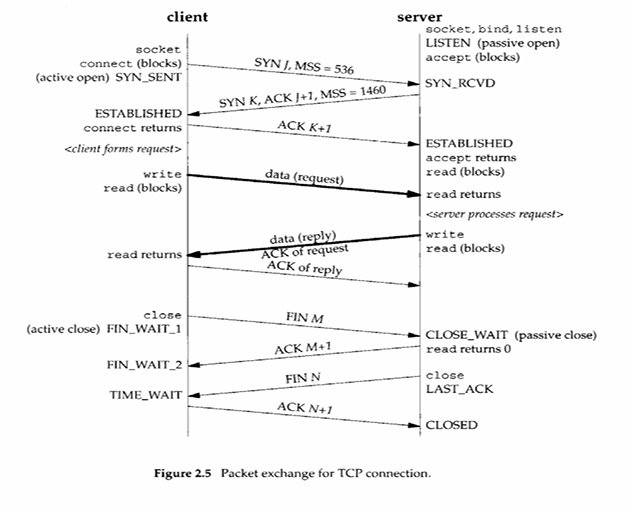 client
server
socket, bind, listen
LISTEN (passive open)
accept (blocks)
socket
connect (blocks)
(active open) SYN_SENT
SYN J, MSS = 536
SYN_RCVD
SYN K, ACK J+1, MSS = 1460
ESTABLISHED
connect returns
ACK K+1
<client forms request>
ESTABLISHED
accept returns
read (blocks)
write
read (blocks)
data (request)
read returns
<server processes request>
data (reply)
ACK of request
write
read (blocks)
read returns
ACK of reply
close
(active close) FIN_WAIT_1
FIN M
CLOSE_WAIT (passive close)
read returns 0
ACK M+1
FIN_WAIT_2
FIN N
close
LAST_ACK
TIME_WAIT
ACK N+1
CLOSED
Figure 2.5 Packet exchange for TCP connection.